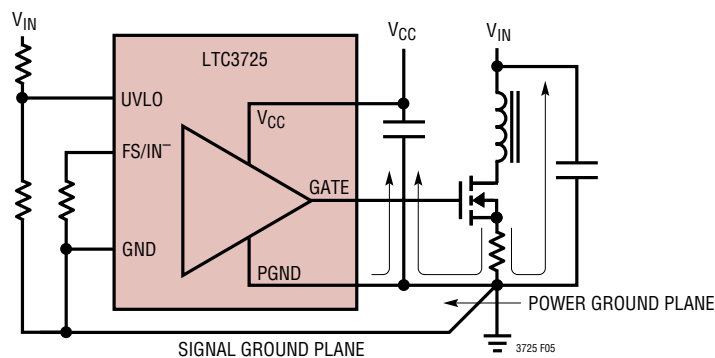 VIN
VCC
VIN
LTC3725
UVLO
VCC
FS/IN–
GATE
GND
PGND
POWER GROUND PLANE
SIGNAL GROUND PLANE
3725 F05